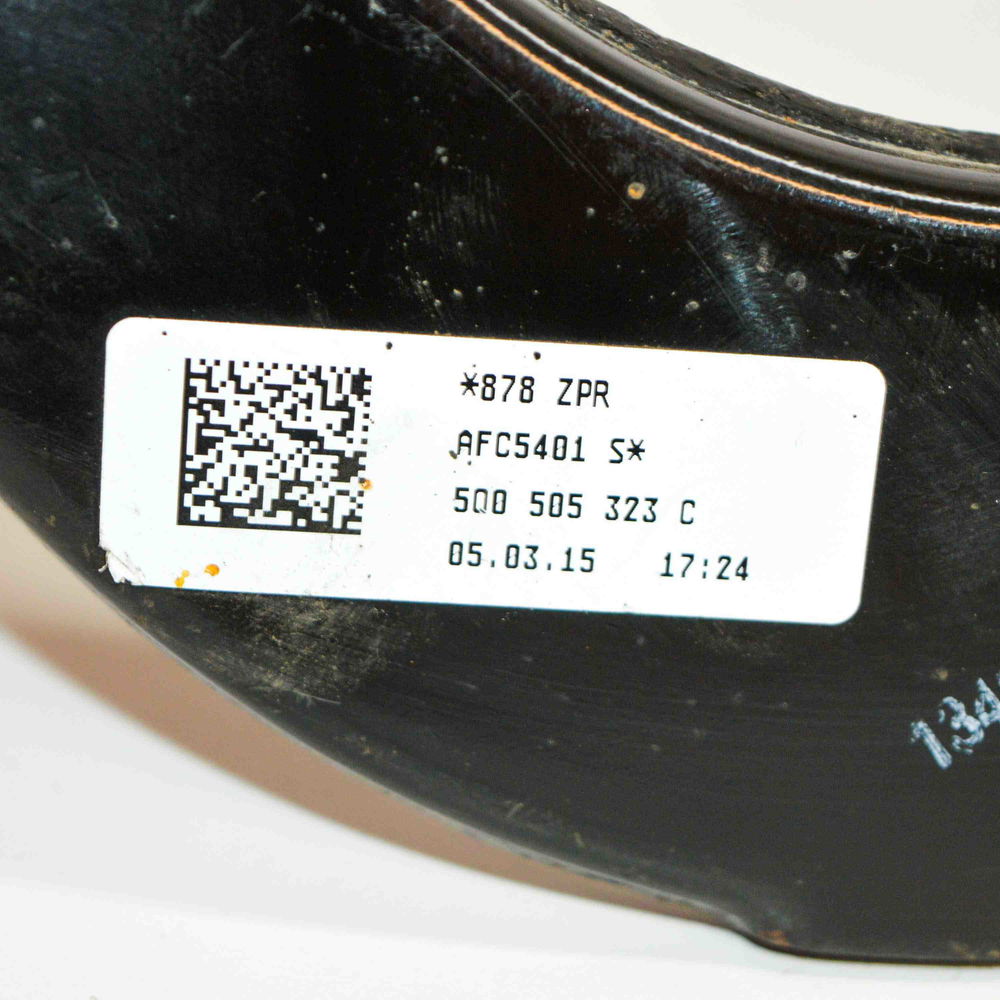 *878 ZPR
AFC5401 S*
5Q0 505 323 C
05.03.15 17:24